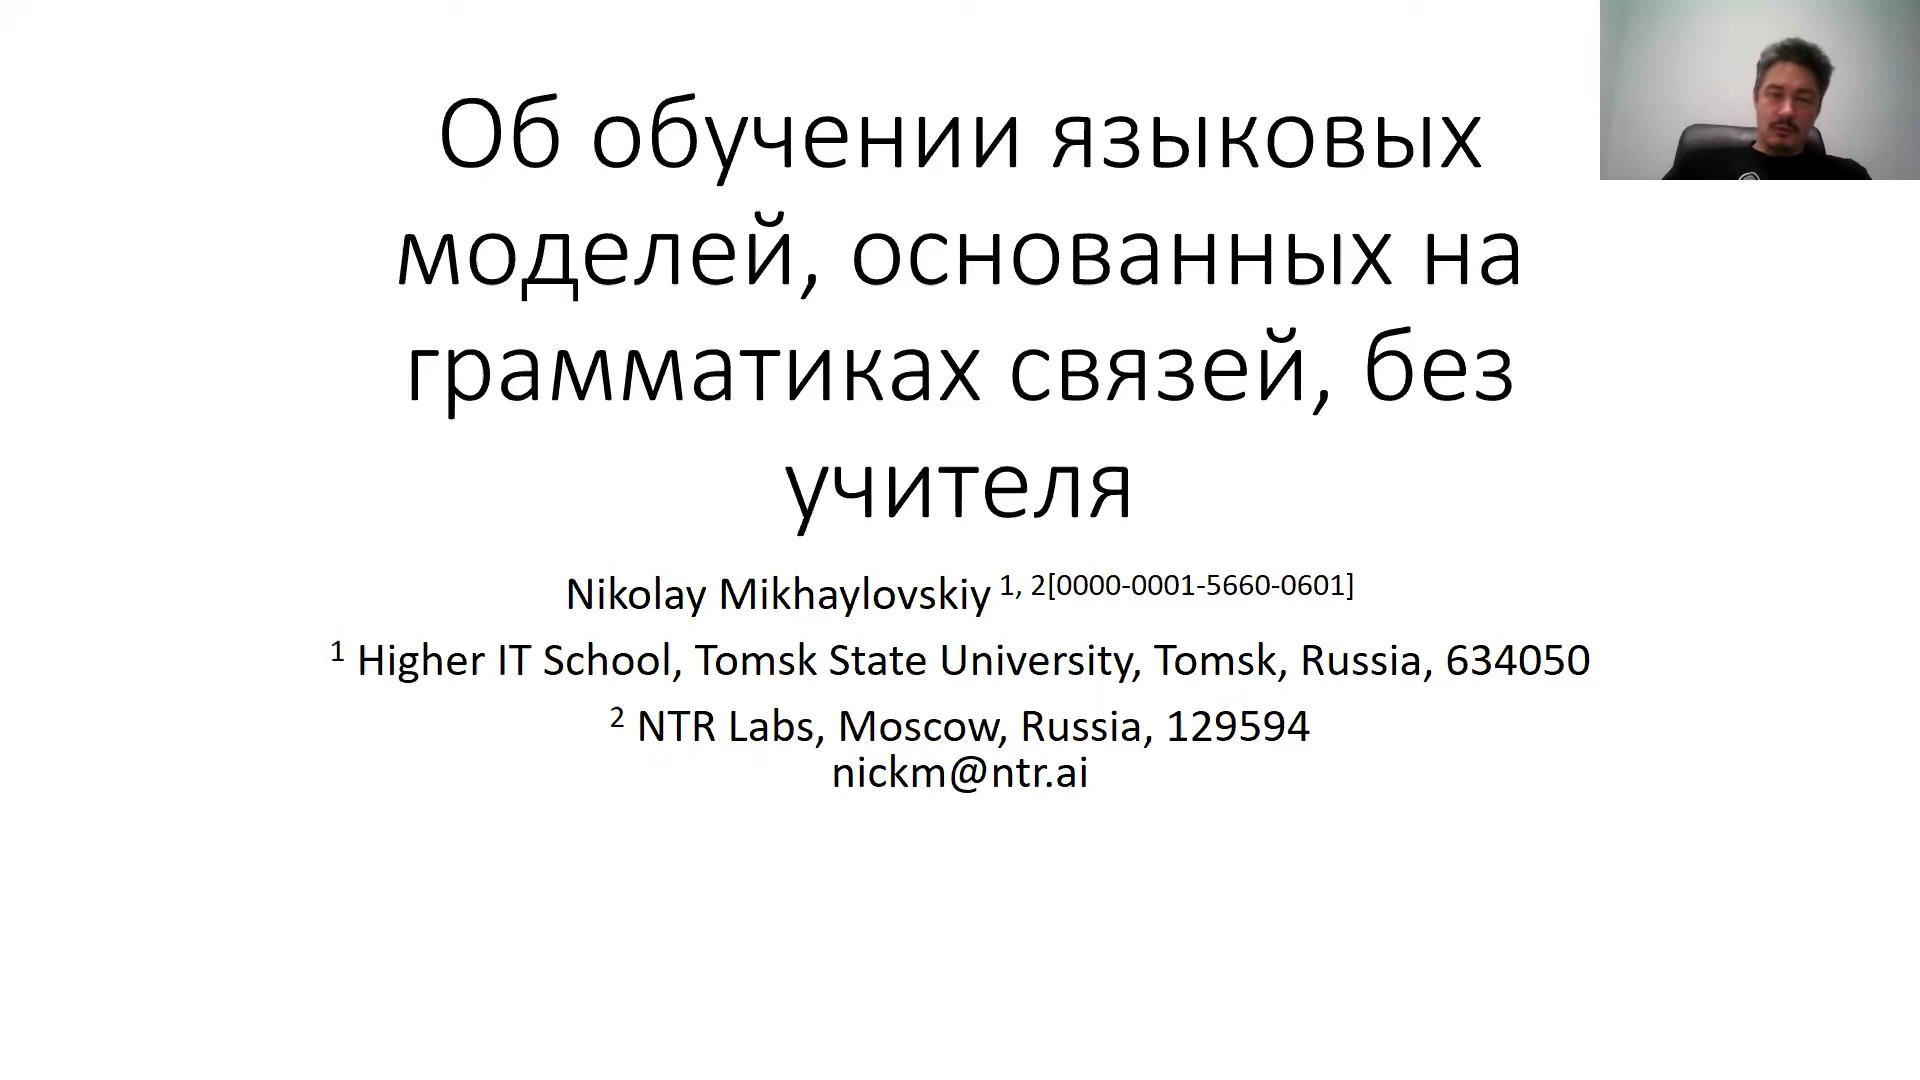 Об обучении языковых
моделей, основанных на
грамматиках связей, без
учителя
Nikolay Mikhaylovskiy 1, 2[0000-0001-5660-0601]
1 Higher IT School, Tomsk State University, Tomsk, Russia, 634050
2 NTR Labs, Moscow, Russia, 129594
nickm@ntr.ai